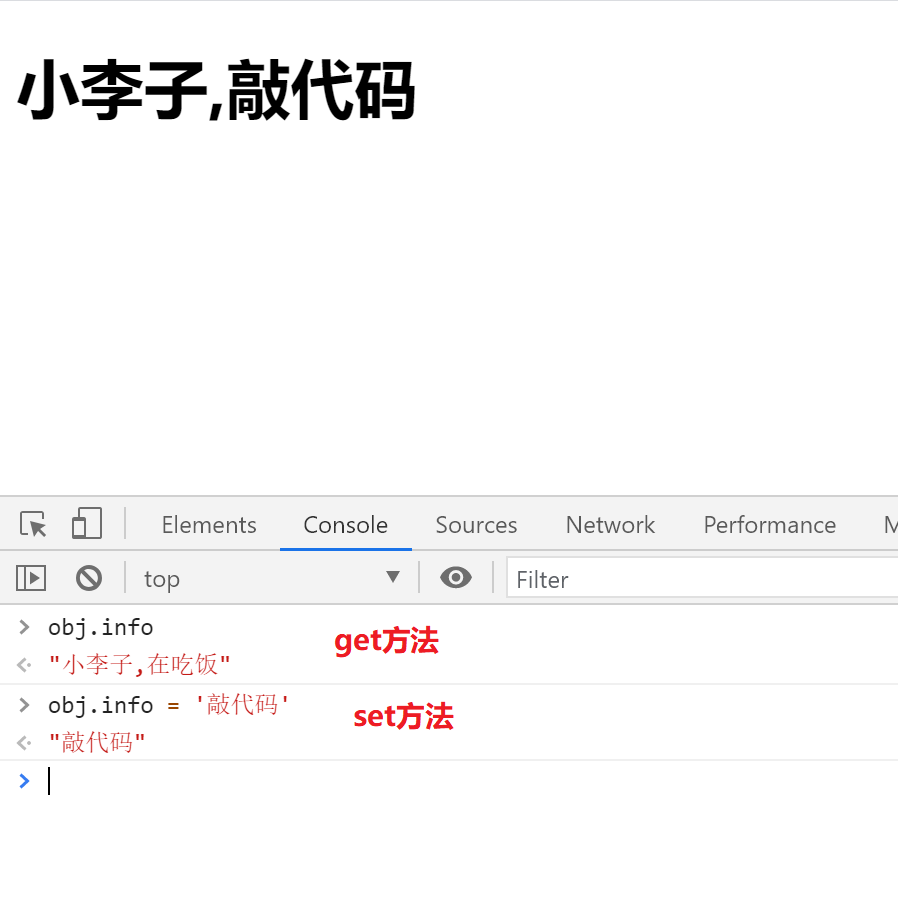 小李子,敲代码
Elements Console Sources Network Performance M
top Filter
> obj.info
get方法
"小李子,在吃饭"
> obj.info = '敲代码'
set方法
"敲代码"
>